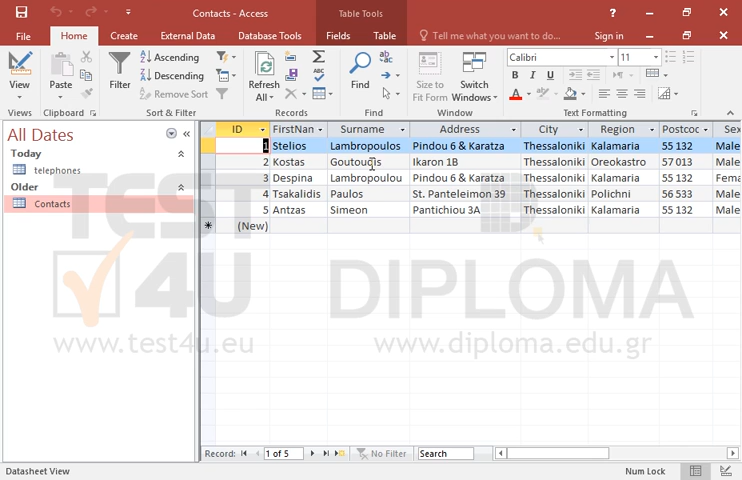 Contacts - Access
Table Tools
File Home Create External Data Database Tools Fields Table Tell me what you want to do... Sign in
View
Paste
Filter
Ascending
Descending
Remove Sort
Refresh All
Find
Size to Fit Form
Switch Windows
Calibri 11
B I U
Views Clipboard Sort & Filter Records Find Window Text Formatting
All Dates
Today
telephones
Older
Contacts
ID FirstNan Surname Address City Region Postcoc Sex
1 Stelios Lambropoulos Pindou 6 & Karatza Thessaloniki Kalamaria 55 132 Male
2 Kostas Goutoudis Ikaron 1B Thessaloniki Oreokastro 57 013 Male
3 Despina Lambropoulou Pindou 6 & Karatza Thessaloniki Kalamaria 55 132 Fema
4 Tsakalidis Paulos St. Panteleimon 39 Thessaloniki Polichni 56 533 Male
5 Antzas Simeon Pantichiou 3A Thessaloniki Kalamaria 55 132 Male
(New)
TEST
4U
www.test4u.eu
D
DIPLOMA
www.diploma.edu.gr
Record: 1 of 5 No Filter Search
Datasheet View Num Lock